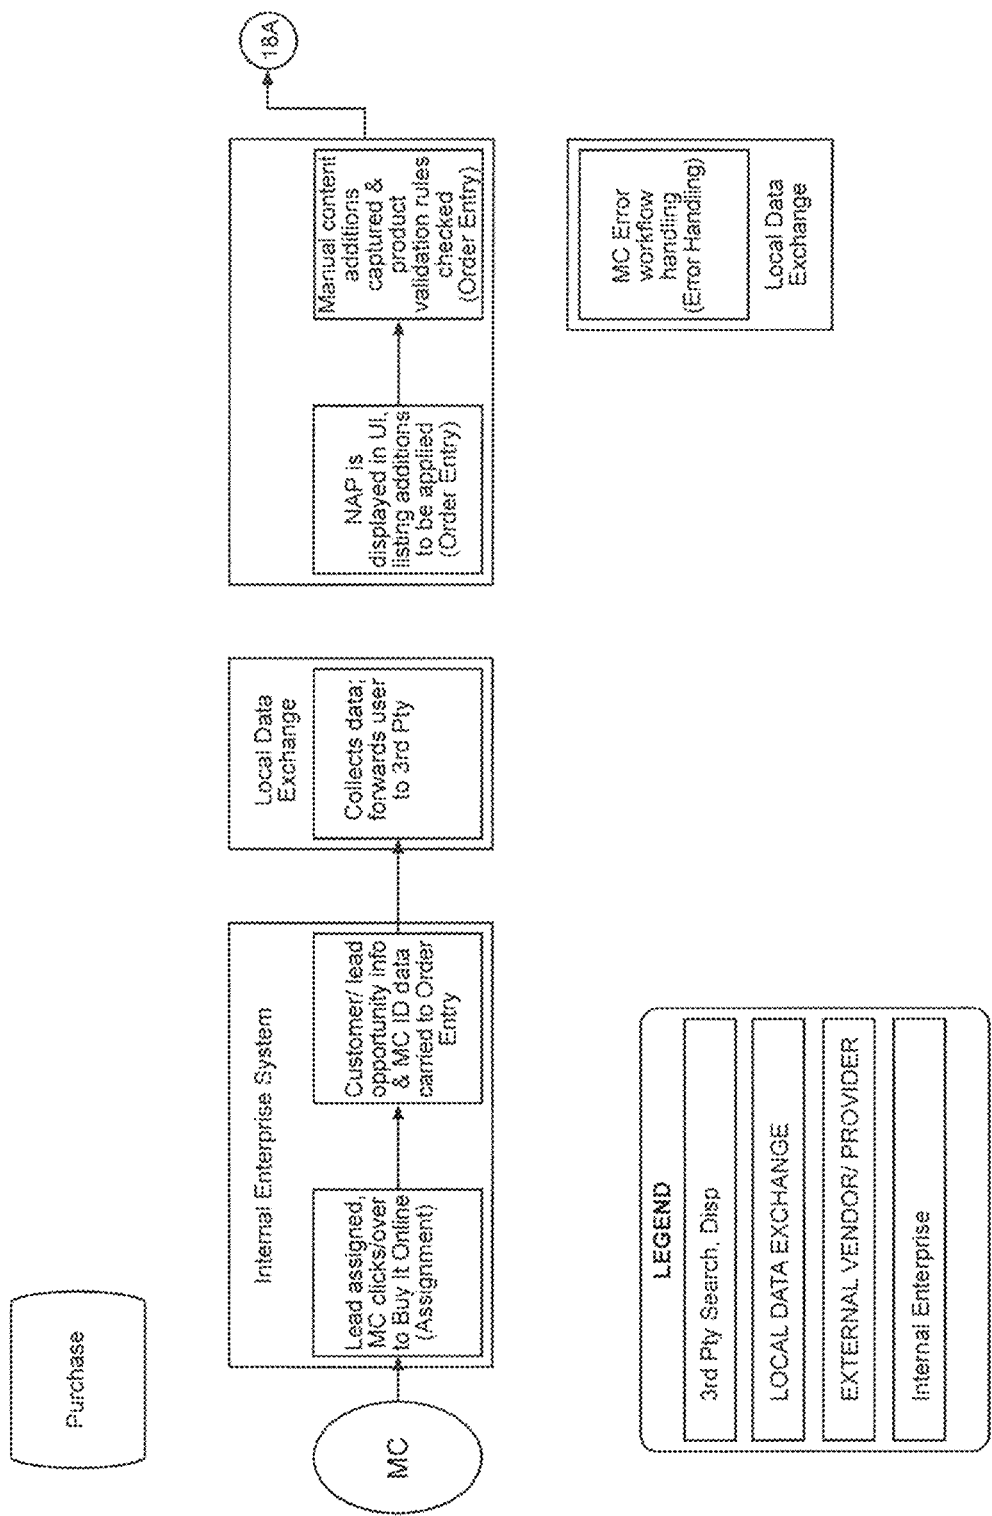 Purchase
MC
Internal Enterprise System
Lead assigned,
MC clicks/over
to Buy It Online
(Assignment)
Customer/ lead
opportunity info
& MC ID data
carried to Order
Entry
Local Data
Exchange
Collects data;
forwards user
to 3rd Pty
NAP is
displayed in UI,
listing additions
to be applied
(Order Entry)
Manual content
additions
captured &
product
validation rules
checked
(Order Entry)
18A
MC Error
workflow
handling
(Error Handling)
Local Data
Exchange
LEGEND
3rd Pty Search, Disp
LOCAL DATA EXCHANGE
EXTERNAL VENDOR/ PROVIDER
Internal Enterprise